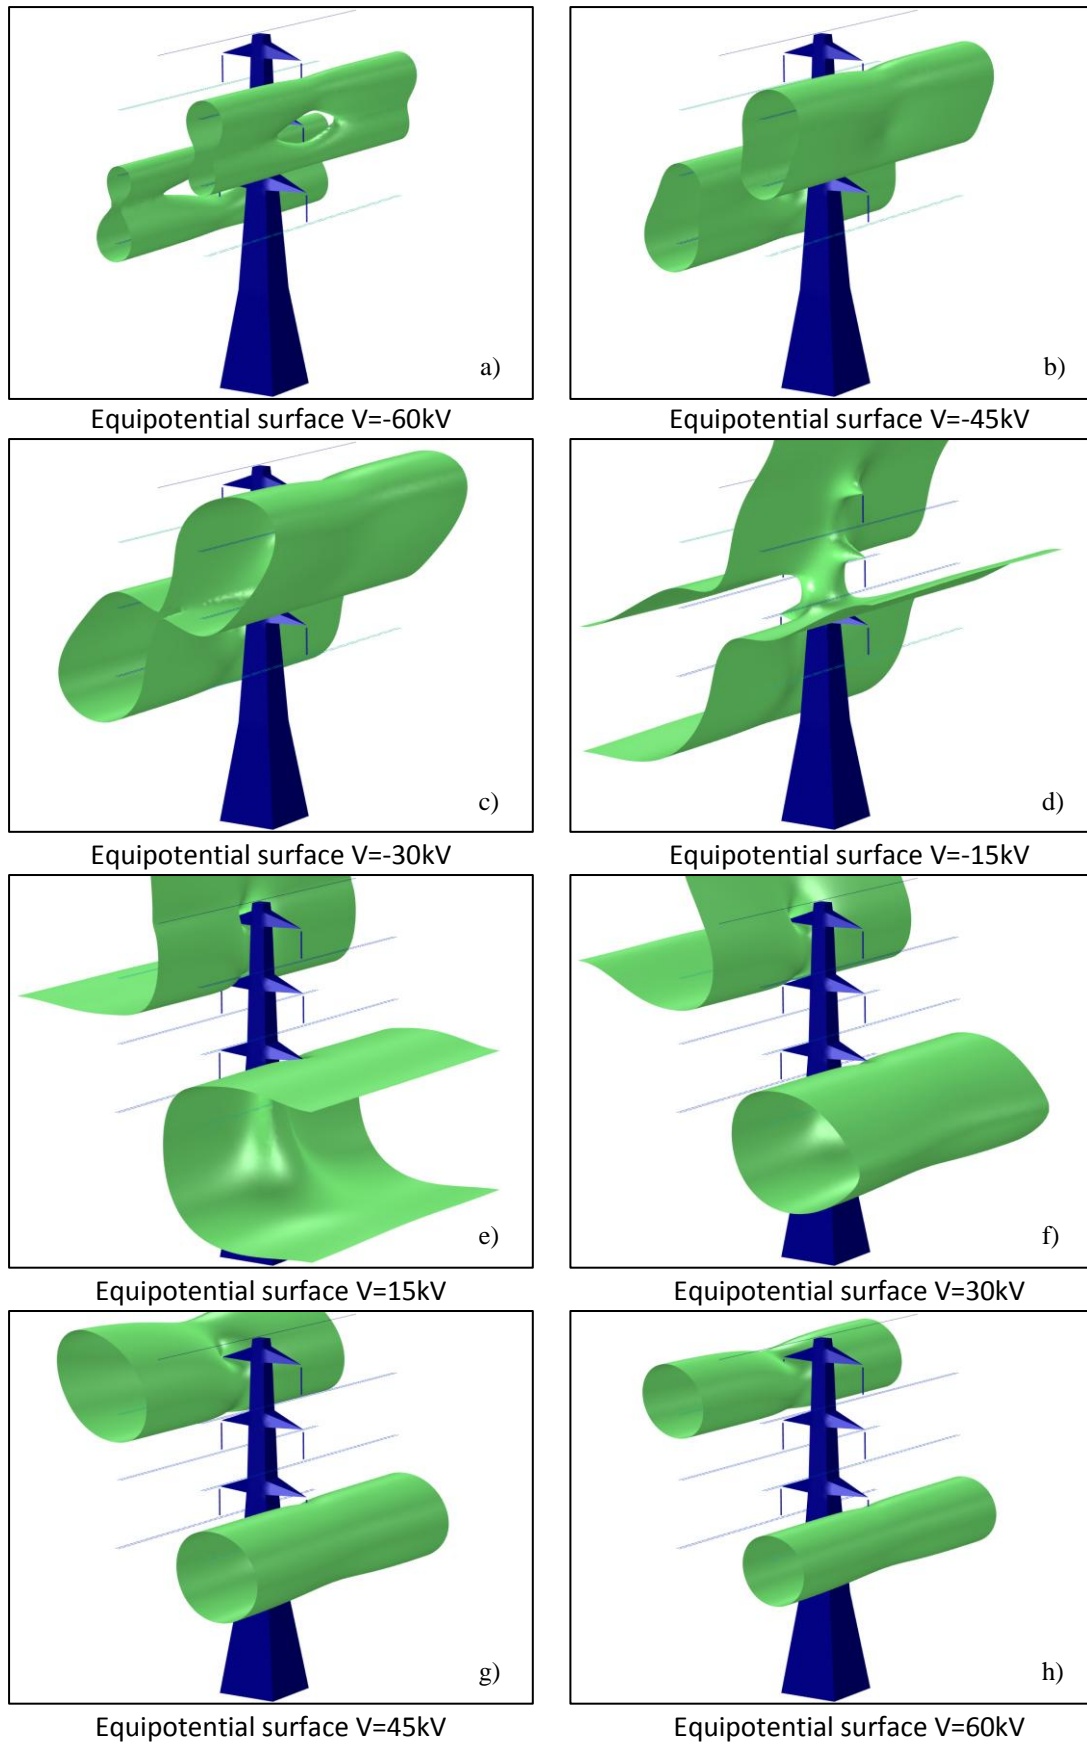 a)
b)
Equipotential surface V=-60kV
Equipotential surface V=-45kV
c)
d)
Equipotential surface V=-30kV
Equipotential surface V=-15kV
e)
f)
Equipotential surface V=15kV
Equipotential surface V=30kV
g)
h)
Equipotential surface V=45kV
Equipotential surface V=60kV